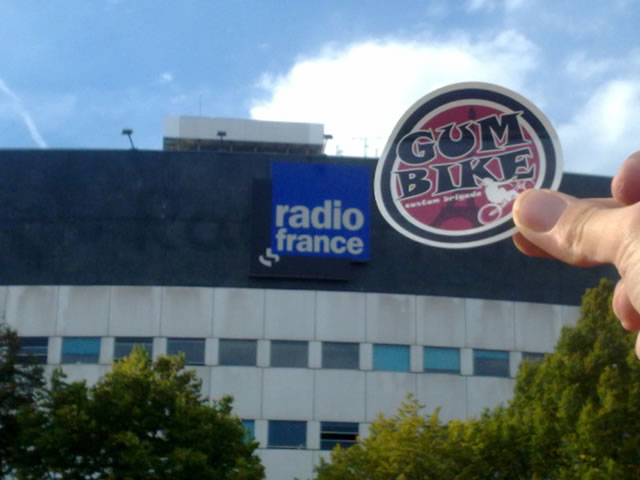 radio
france
GUM
BIKE
custom brigade